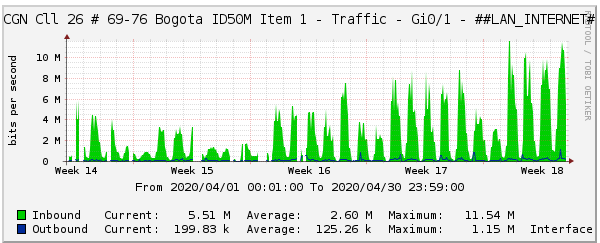 CGN Cll 26 # 69-76 Bogota ID50M Item 1 - Traffic - Gi0/1 - ##LAN_INTERNET#
RRDTOOL / TOBI OETIKER
bits per second
10 M
8 M
6 M
4 M
2 M
0
Week 14 Week 15 Week 16 Week 17 Week 18
From 2020/04/01 00:01:00 To 2020/04/30 23:59:00
Inbound Current: 5.51 M Average: 2.60 M Maximum: 11.54 M
Outbound Current: 199.83 k Average: 125.26 k Maximum: 1.15 M Interface